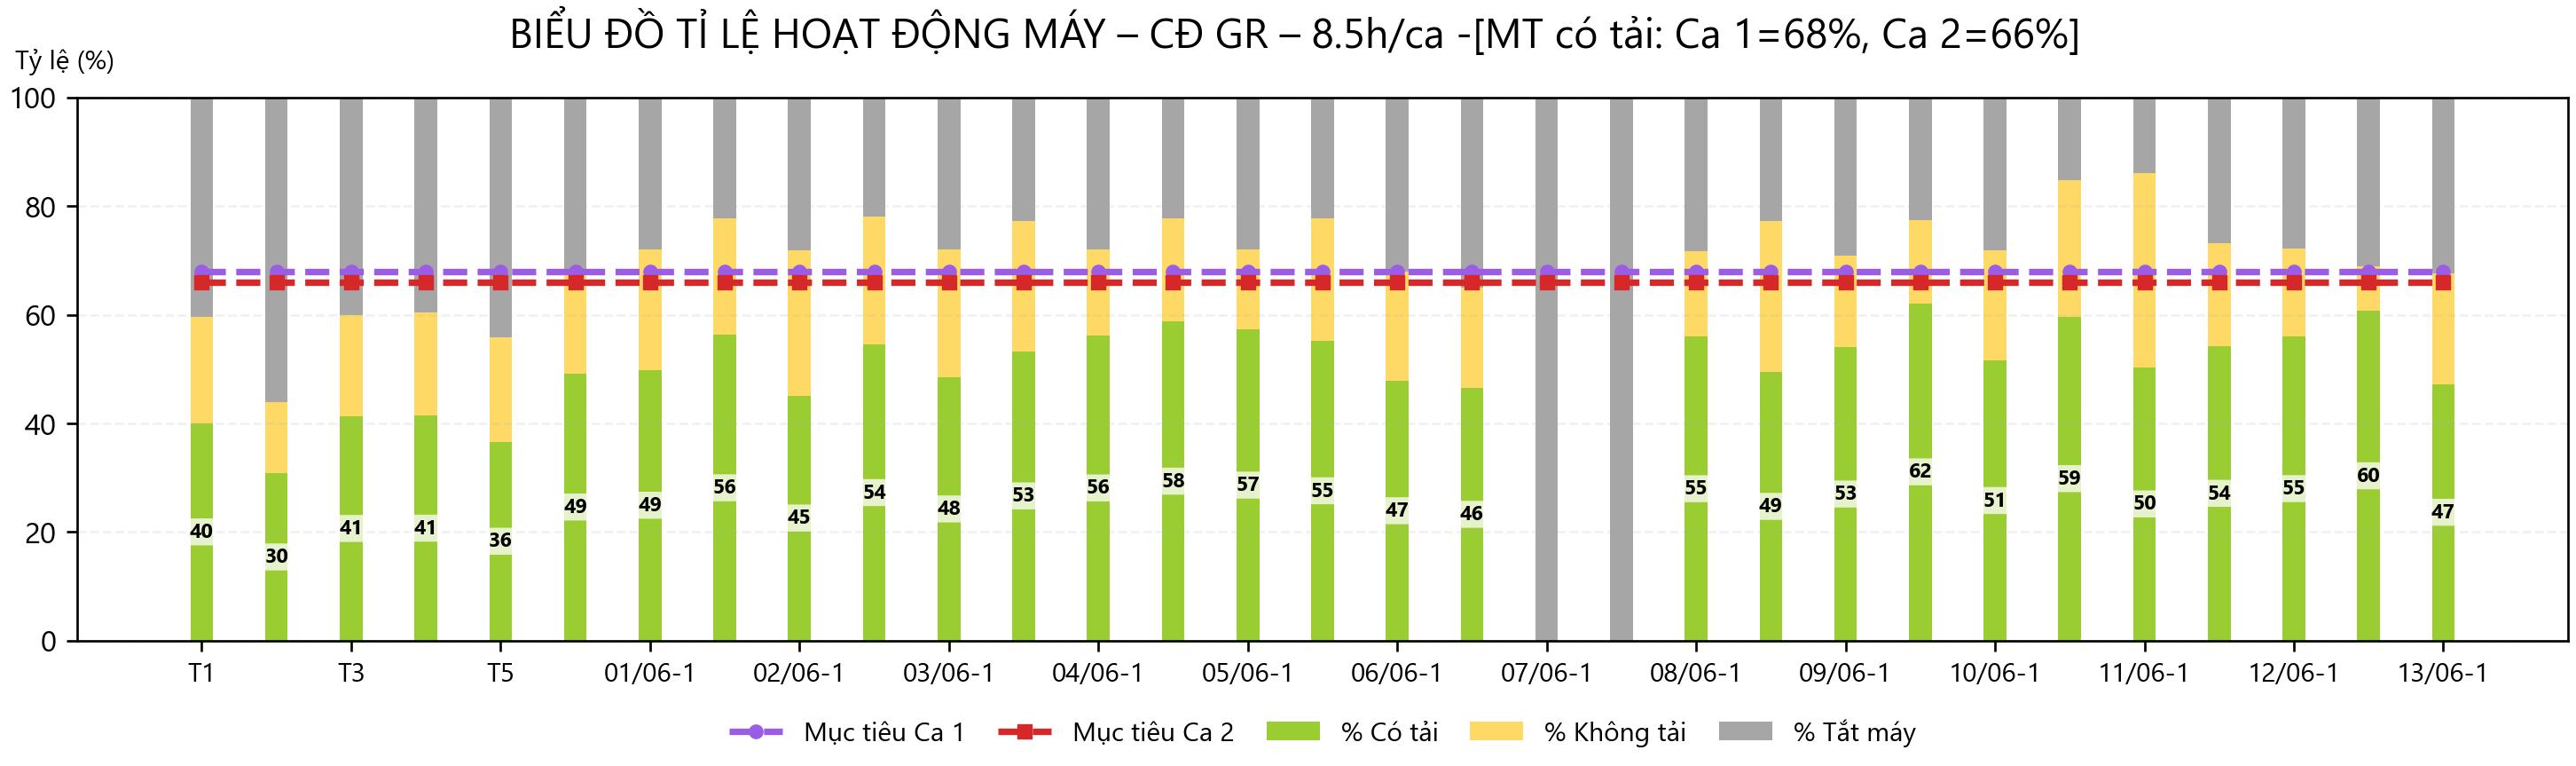 BIỂU ĐỒ TỈ LỆ HOẠT ĐỘNG MÁY – CĐ GR – 8.5h/ca -[MT có tải: Ca 1=68%, Ca 2=66%]
Tỷ lệ (%)
100
80
60
40
20
0
40 30 41 41 36 49 49 56 45 54 48 53 56 58 57 55 47 46 55 49 53 62 51 59 50 54 55 60 47
T1 T3 T5 01/06-1 02/06-1 03/06-1 04/06-1 05/06-1 06/06-1 07/06-1 08/06-1 09/06-1 10/06-1 11/06-1 12/06-1 13/06-1
Mục tiêu Ca 1 Mục tiêu Ca 2 % Có tải % Không tải % Tắt máy